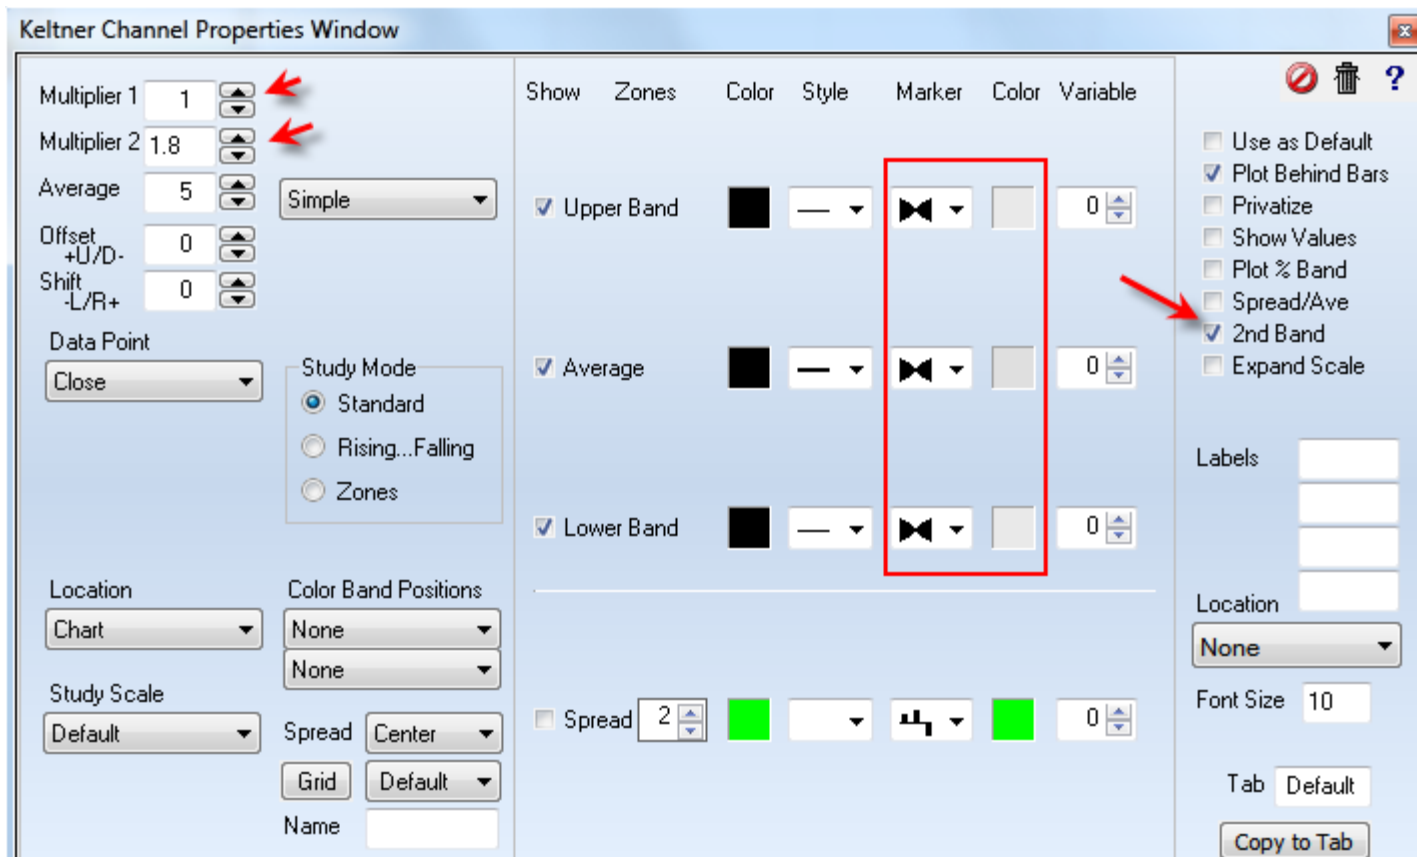 Keltner Channel Properties Window
Multiplier 1 1
Multiplier 2 1.8
Average 5 Simple
Offset 0
+U/D-
Shift 0
-L/R+
Data Point
Close
Study Mode
Standard
Rising...Falling
Zones
Location
Chart
Color Band Positions
None
None
Study Scale
Default
Spread Center
Grid Default
Name
Show Zones Color Style Marker Color Variable
Upper Band 0
Average 0
Lower Band 0
Spread 2 0
?
Use as Default
Plot Behind Bars
Privatize
Show Values
Plot % Band
Spread/Ave
2nd Band
Expand Scale
Labels
Location
None
Font Size 10
Tab Default
Copy to Tab